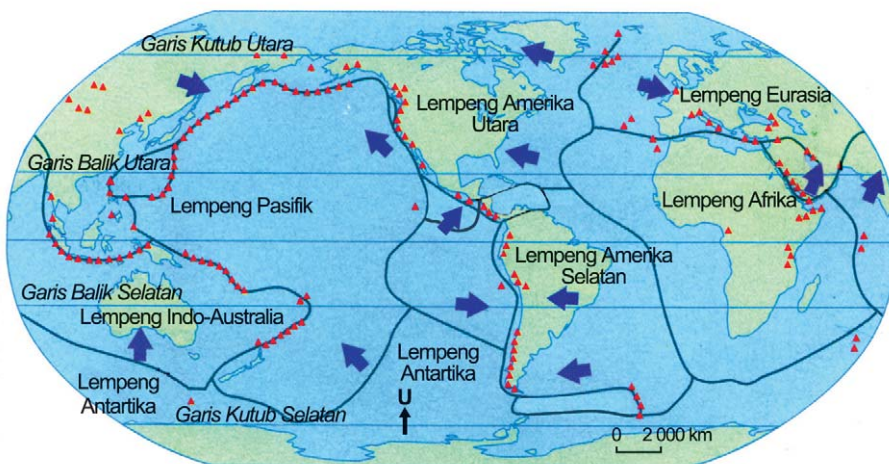 Garis Kutub Utara
Lempeng Amerika
Utara
Lempeng Eurasia
Garis Balik Utara
Lempeng Pasifik
Lempeng Afrika
Lempeng Amerika
Selatan
Garis Balik Selatan
Lempeng Indo-Australia
Lempeng
Antartika
Lempeng
Antartika
U
Garis Kutub Selatan
0 2 000 km